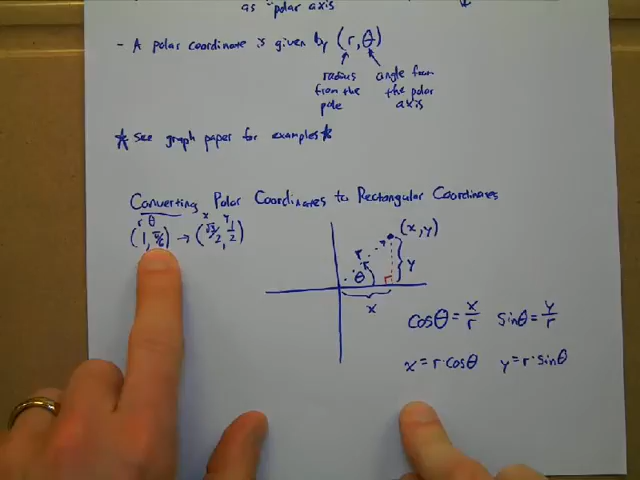 as "polar axis
- A polar coordinate is given by (r, θ)
radius from the pole
angle from the polar axis
* See graph paper for examples *
Converting Polar Coordinates to Rectangular Coordinates
r θ
(1, π/6) → (√3/2, 1/2)
x y
(x, y)
r
θ
y
x
cosθ = x/r sinθ = y/r
x = r·cosθ y = r·sinθ